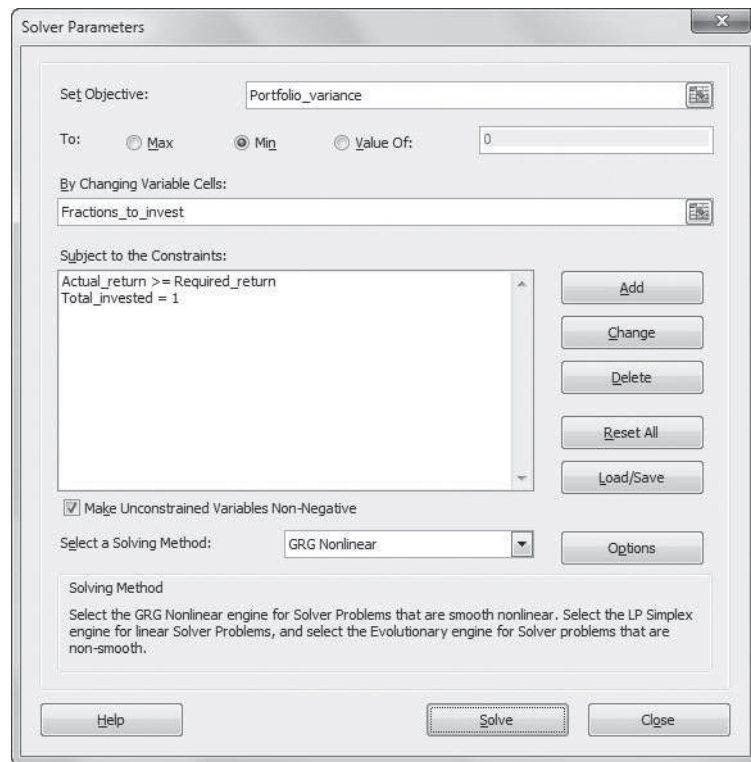 Solver Parameters
X
Set Objective: Portfolio_variance
To: Max Min Value Of: 0
By Changing Variable Cells:
Fractions_to_invest
Subject to the Constraints:
Actual_return >= Required_return
Total_invested = 1
Add
Change
Delete
Reset All
Load/Save
Make Unconstrained Variables Non-Negative
Select a Solving Method: GRG Nonlinear Options
Solving Method
Select the GRG Nonlinear engine for Solver Problems that are smooth nonlinear. Select the LP Simplex
engine for linear Solver Problems, and select the Evolutionary engine for Solver problems that are
non-smooth.
Help Solve Close